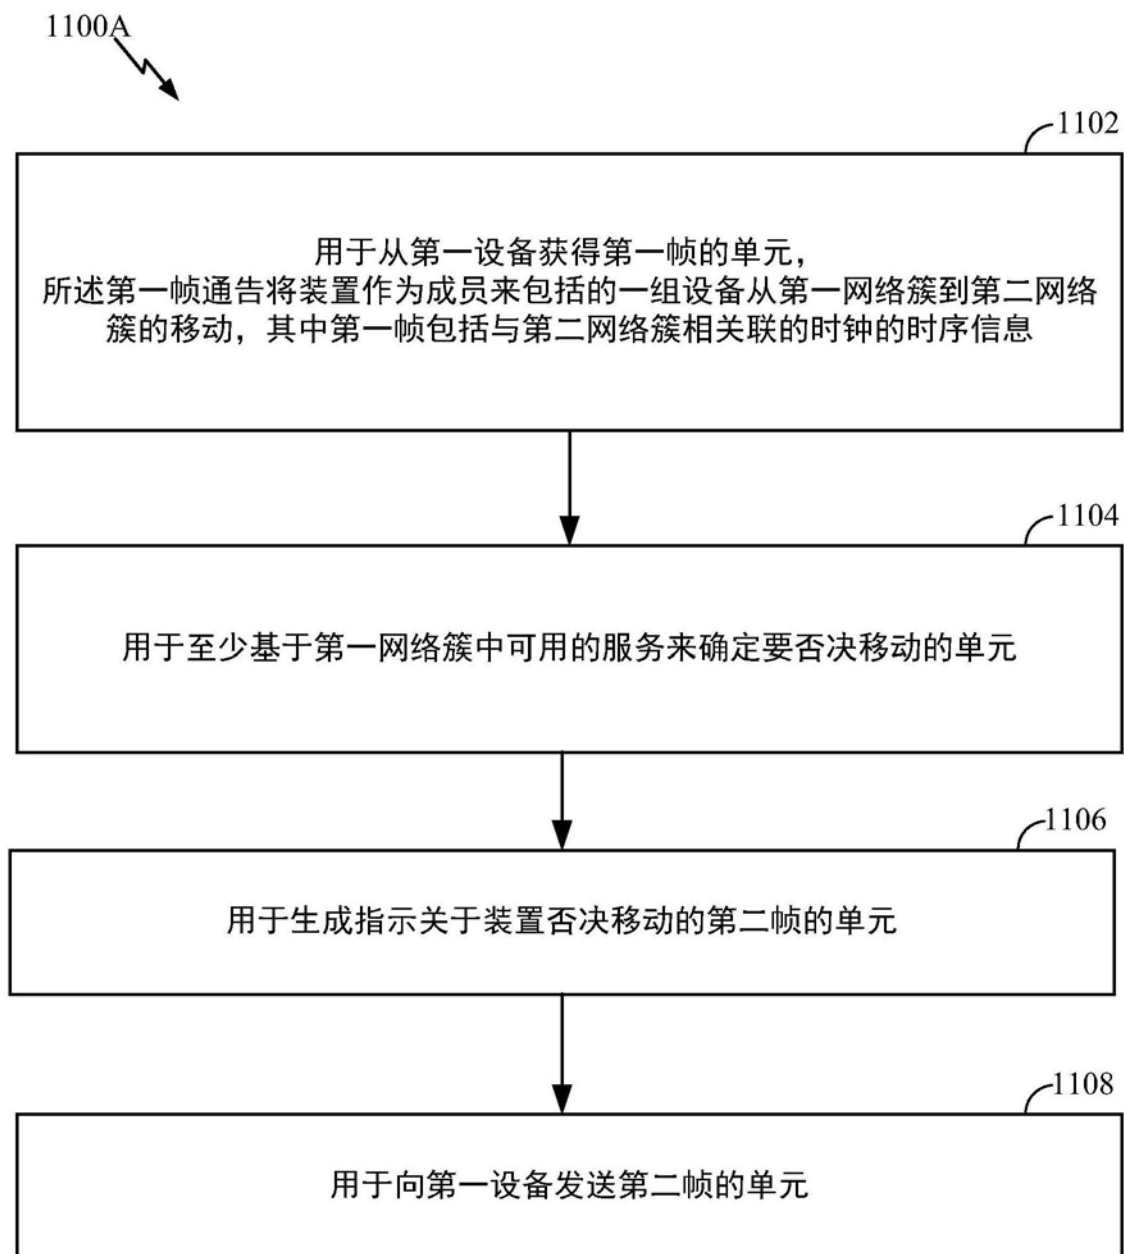 1100A
1102
用于从第一设备获得第一帧的单元，
所述第一帧通告将装置作为成员来包括的一组设备从第一网络簇到第二网络
簇的移动，其中第一帧包括与第二网络簇相关联的时钟的时序信息
1104
用于至少基于第一网络簇中可用的服务来确定要否决移动的单元
1106
用于生成指示关于装置否决移动的第二帧的单元
1108
用于向第一设备发送第二帧的单元